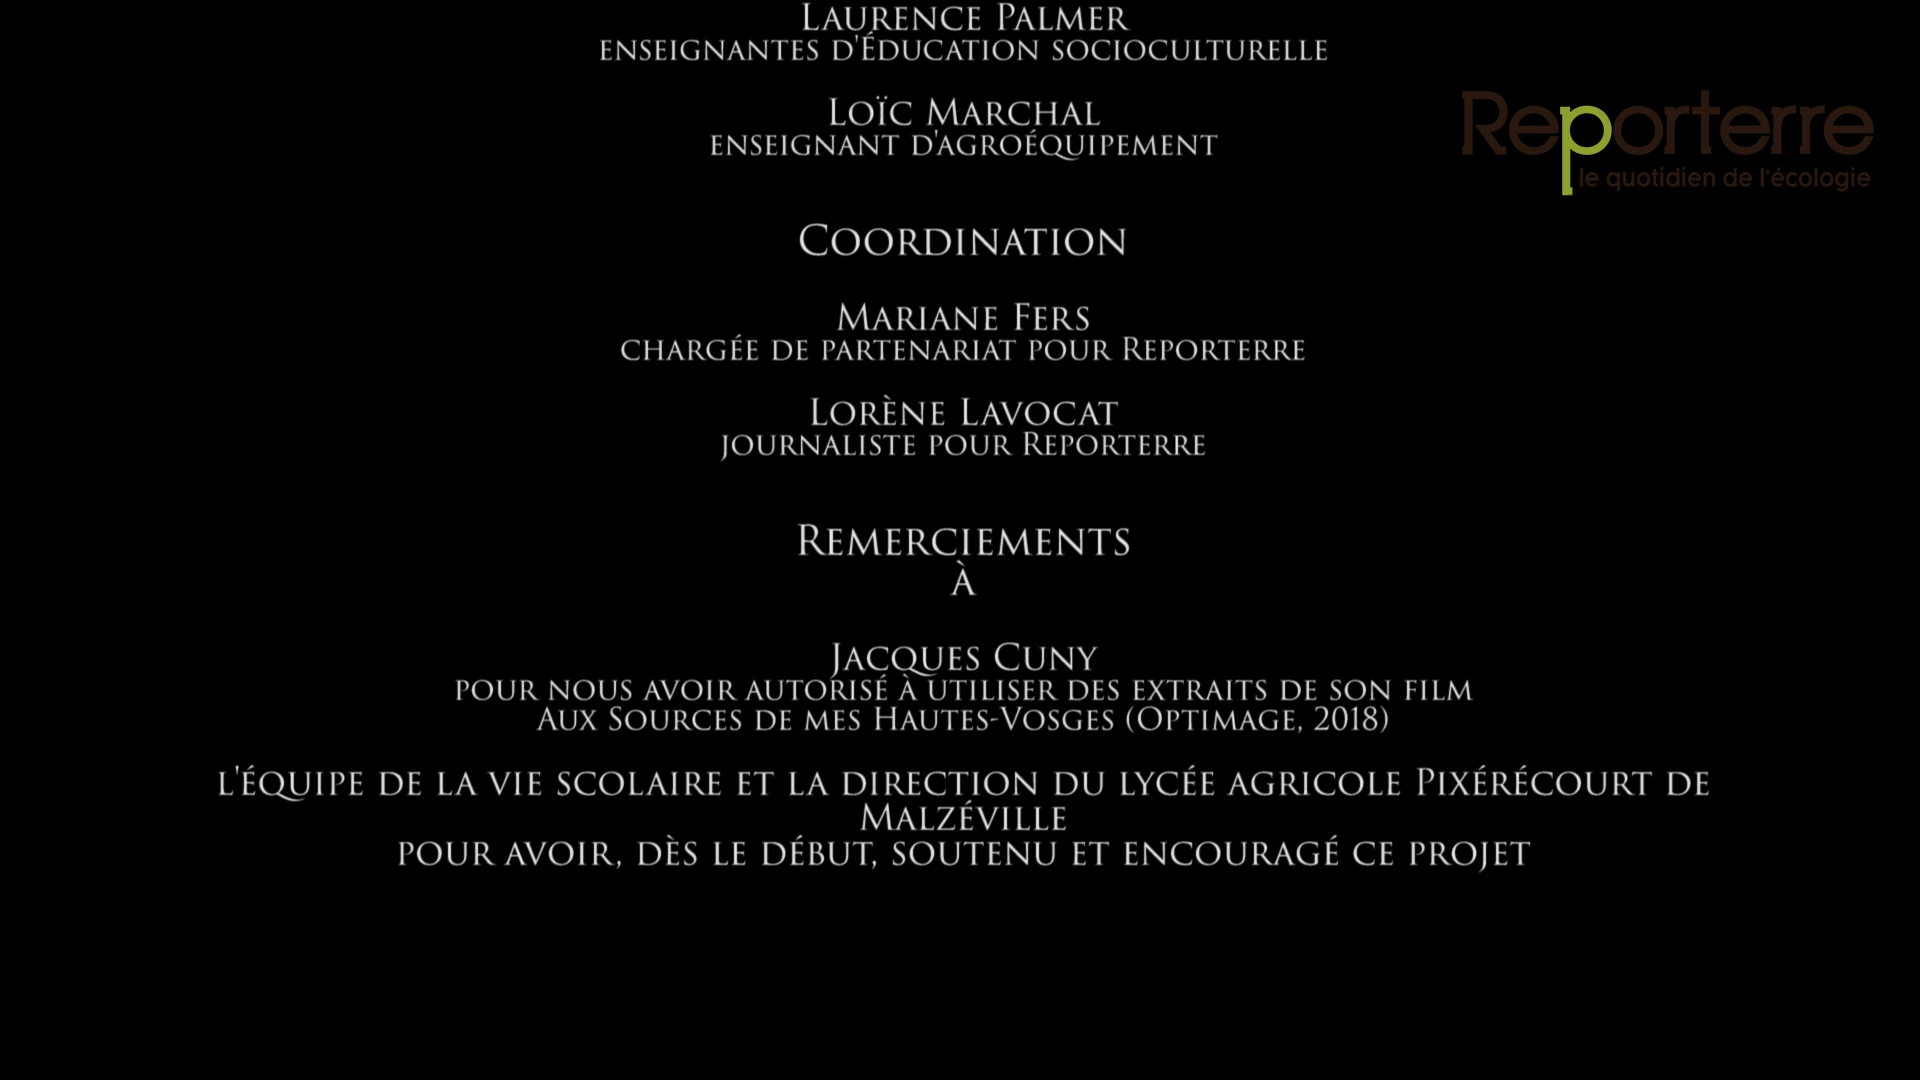 Laurence Palmer
enseignantes d'Éducation socioculturelle
Loïc Marchal
enseignant d'agroéquipement
Reporterre
le quotidien de l'écologie
Coordination
Mariane Fers
chargée de partenariat pour Reporterre
Lorène Lavocat
journaliste pour Reporterre
Remerciements
À
Jacques Cuny
pour nous avoir autorisé à utiliser des extraits de son film
Aux Sources de mes Hautes-Vosges (Optimage, 2018)
l'équipe de la vie scolaire et la direction du lycée agricole Pixérécourt de
Malzéville
pour avoir, dès le début, soutenu et encouragé ce projet